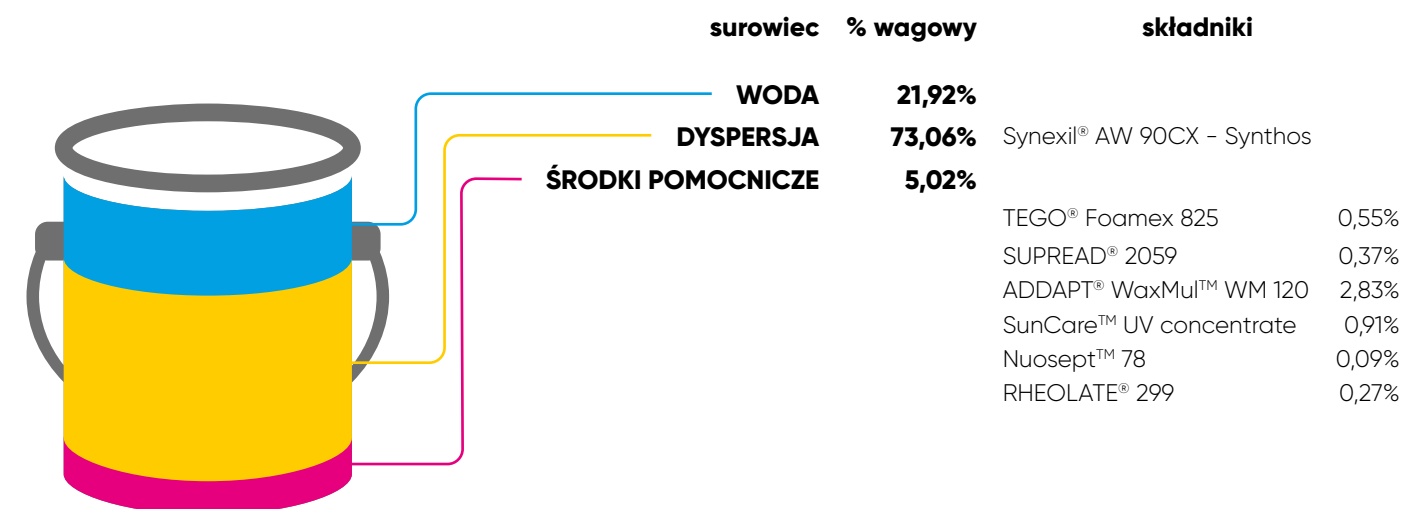 surowiec % wagowy składniki
WODA 21,92%
DYSPERSJA 73,06% Synexil® AW 90CX - Synthos
ŚRODKI POMOCNICZE 5,02%
TEGO® Foamex 825 0,55%
SUPREAD® 2059 0,37%
ADDAPT® WaxMul™ WM 120 2,83%
SunCare™ UV concentrate 0,91%
Nuosept™ 78 0,09%
RHEOLATE® 299 0,27%